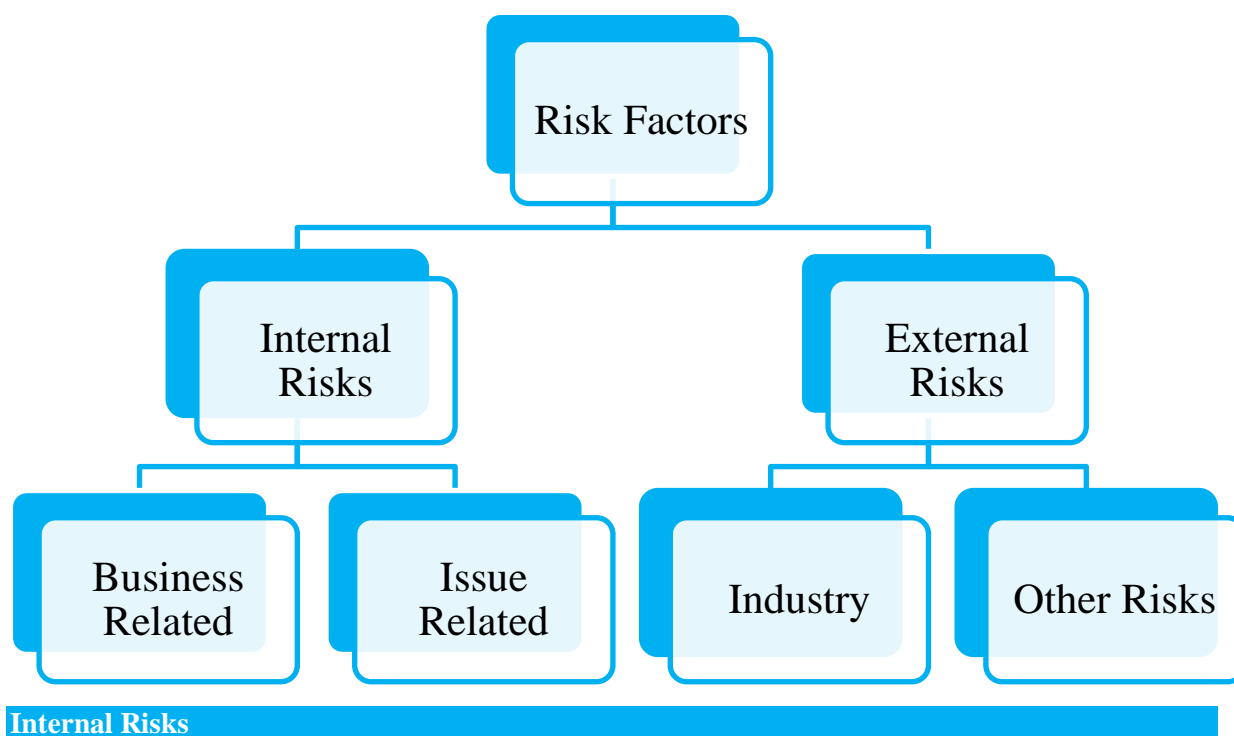 Risk Factors
Internal
Risks
External
Risks
Business
Related
Issue
Related
Industry
Other Risks
Internal Risks